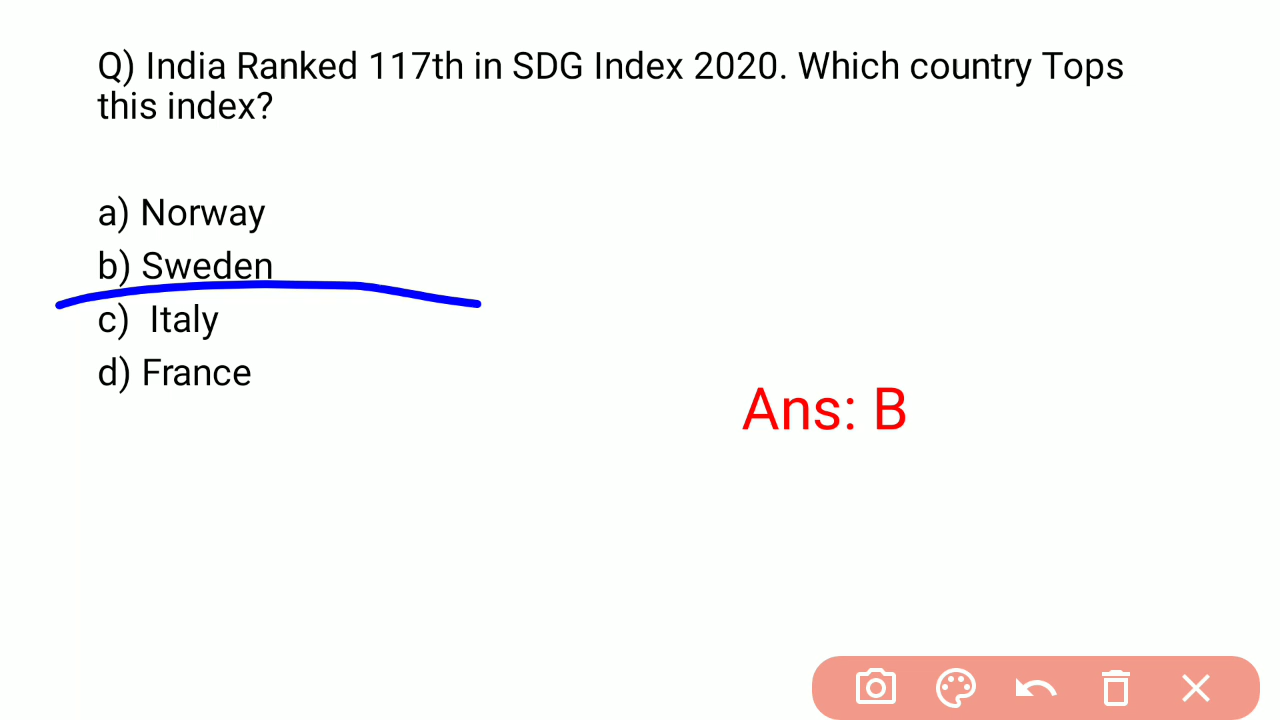 Q) India Ranked 117th in SDG Index 2020. Which country Tops
this index?
a) Norway
b) Sweden
c) Italy
d) France
Ans: B